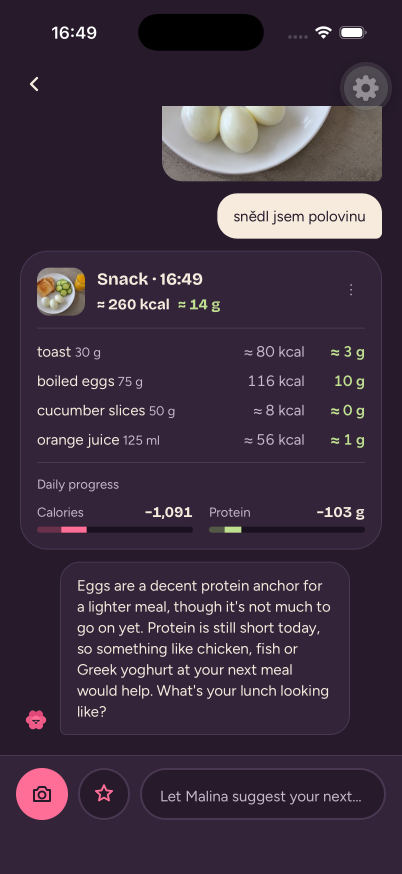 16:49
snědl jsem polovinu
Snack · 16:49
≈ 260 kcal ≈ 14 g
toast 30 g ≈ 80 kcal ≈ 3 g
boiled eggs 75 g 116 kcal 10 g
cucumber slices 50 g ≈ 8 kcal ≈ 0 g
orange juice 125 ml ≈ 56 kcal ≈ 1 g
Daily progress
Calories −1,091 Protein −103 g
Eggs are a decent protein anchor for
a lighter meal, though it's not much to
go on yet. Protein is still short today,
so something like chicken, fish or
Greek yoghurt at your next meal
would help. What's your lunch looking
like?
Let Malina suggest your next...